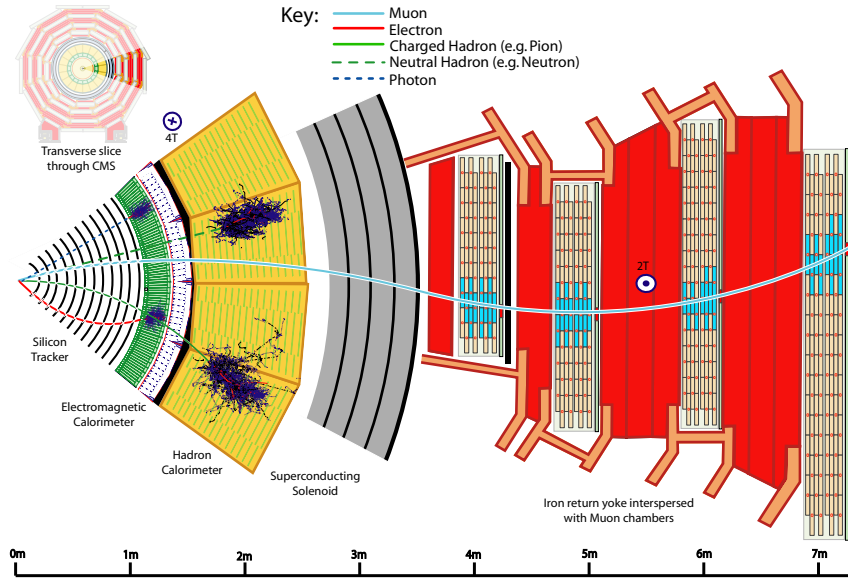 Key:
Muon
Electron
Charged Hadron (e.g. Pion)
Neutral Hadron (e.g. Neutron)
Photon
Transverse slice
through CMS
4T
2T
Silicon
Tracker
Electromagnetic
Calorimeter
Hadron
Calorimeter
Superconducting
Solenoid
Iron return yoke interspersed
with Muon chambers
0m 1m 2m 3m 4m 5m 6m 7m